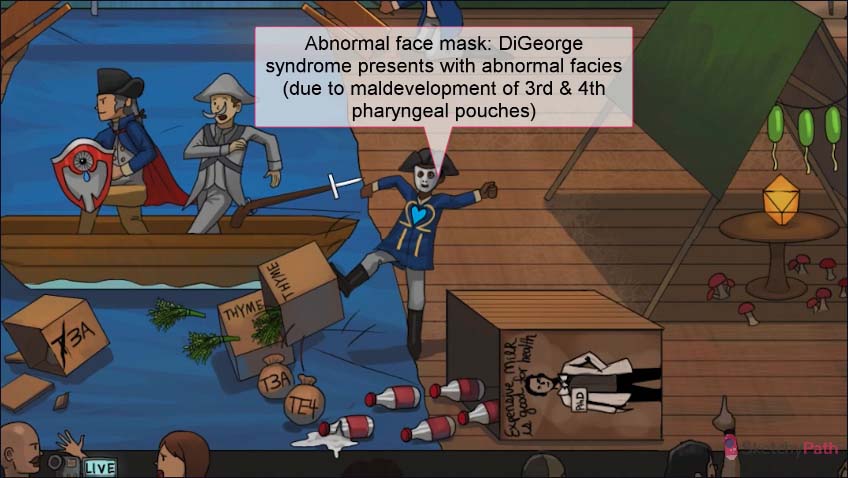 Abnormal face mask: DiGeorge
syndrome presents with abnormal facies
(due to maldevelopment of 3rd & 4th
pharyngeal pouches)
THYME
THYME
T3A
T3A
TE4
Expensive Milk
is good for health
PhD
LIVE
SketchyPath